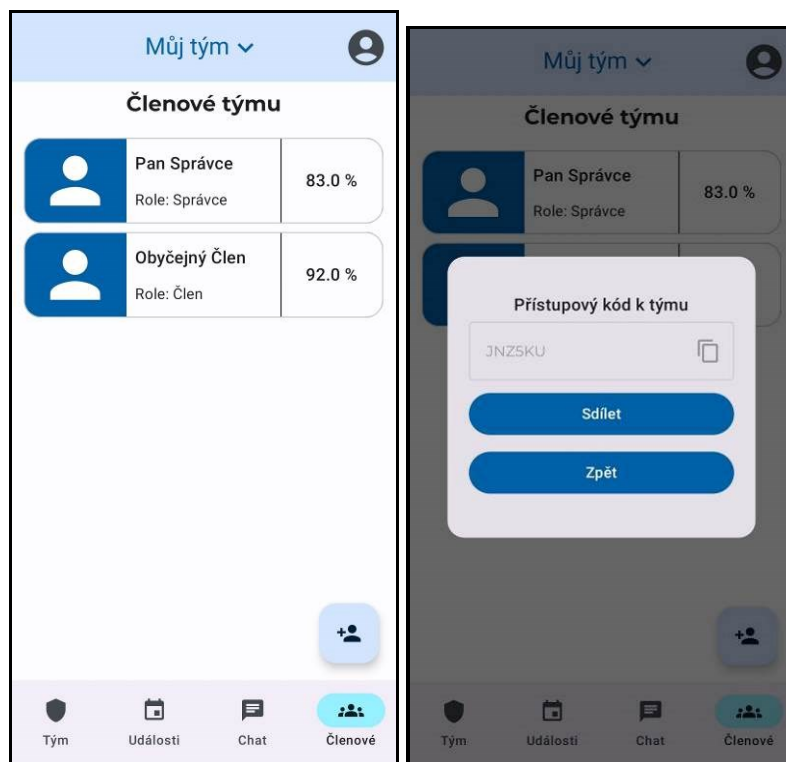 Můj tým
Členové týmu
Pan Správce
Role: Správce
83.0 %
Obyčejný Člen
Role: Člen
92.0 %
Tým
Události
Chat
Členové
Můj tým
Členové týmu
Pan Správce
Role: Správce
83.0 %
Přístupový kód k týmu
JNZ5KU
Sdílet
Zpět
Tým
Události
Chat
Členové